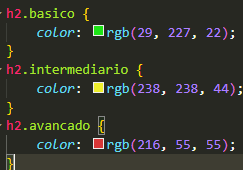 h2.basico {
    color: rgb(29, 227, 22);
}
h2.intermediario {
    color: rgb(238, 238, 44);
}
h2.avancado {
    color: rgb(216, 55, 55);
}